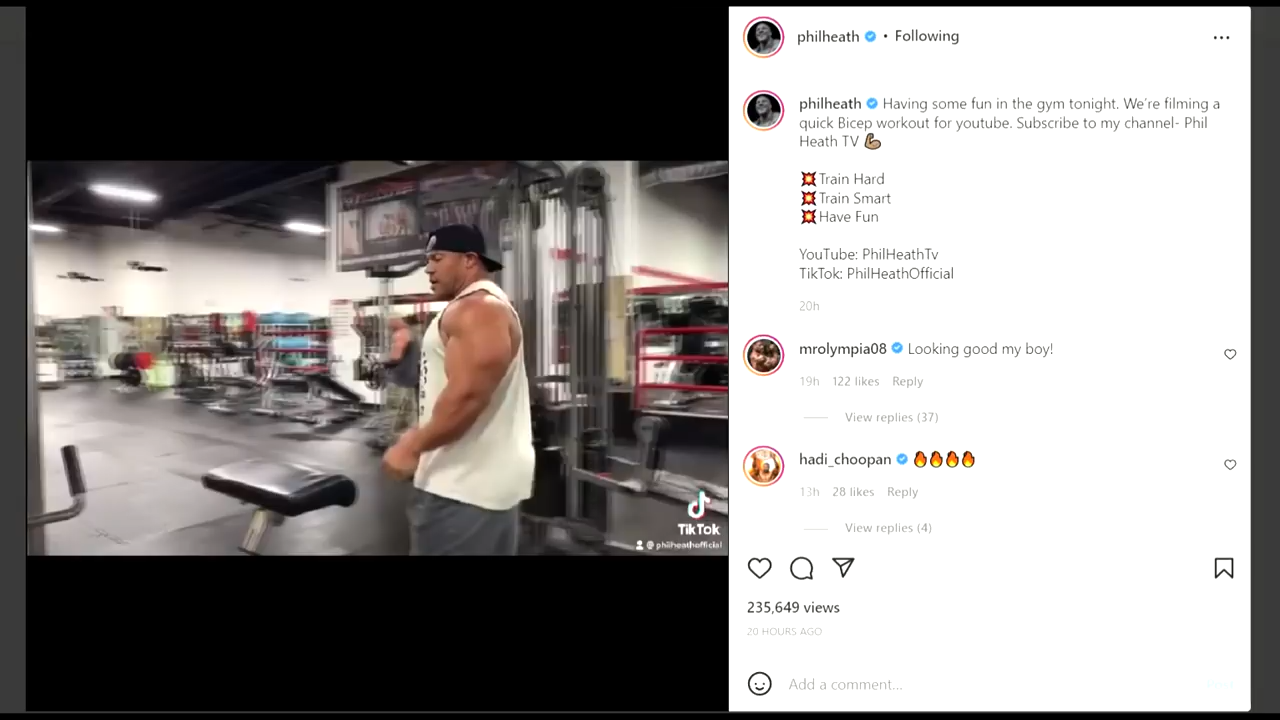 philheath • Following
philheath Having some fun in the gym tonight. We're filming a
quick Bicep workout for youtube. Subscribe to my channel- Phil
Heath TV 💪🏽
💥Train Hard
💥Train Smart
💥Have Fun
YouTube: PhilHeathTv
TikTok: PhilHeathOfficial
20h
mrolympia08 Looking good my boy!
19h 122 likes Reply
View replies (37)
hadi_choopan 🔥🔥🔥🔥
13h 28 likes Reply
View replies (4)
235,649 views
20 HOURS AGO
Add a comment...
TikTok
@philheathofficial